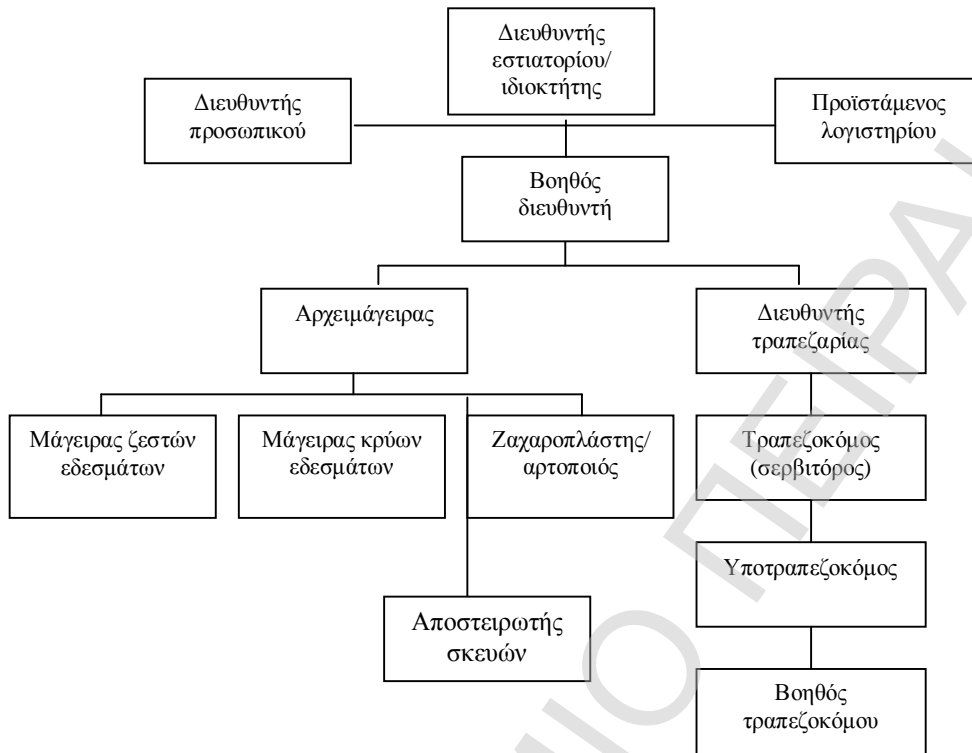 Διευθυντής
εστιατορίου/
ιδιοκτήτης
Διευθυντής
προσωπικού
Προϊστάμενος
λογιστηρίου
Βοηθός
διευθυντή
Αρχειμάγειρας
Διευθυντής
τραπεζαρίας
Μάγειρας ζεστών
εδεσμάτων
Μάγειρας κρύων
εδεσμάτων
Ζαχαροπλάστης/
αρτοποιός
Τραπεζοκόμος
(σερβιτόρος)
Υποτραπεζοκόμος
Αποστειρωτής
σκευών
Βοηθός
τραπεζοκόμου